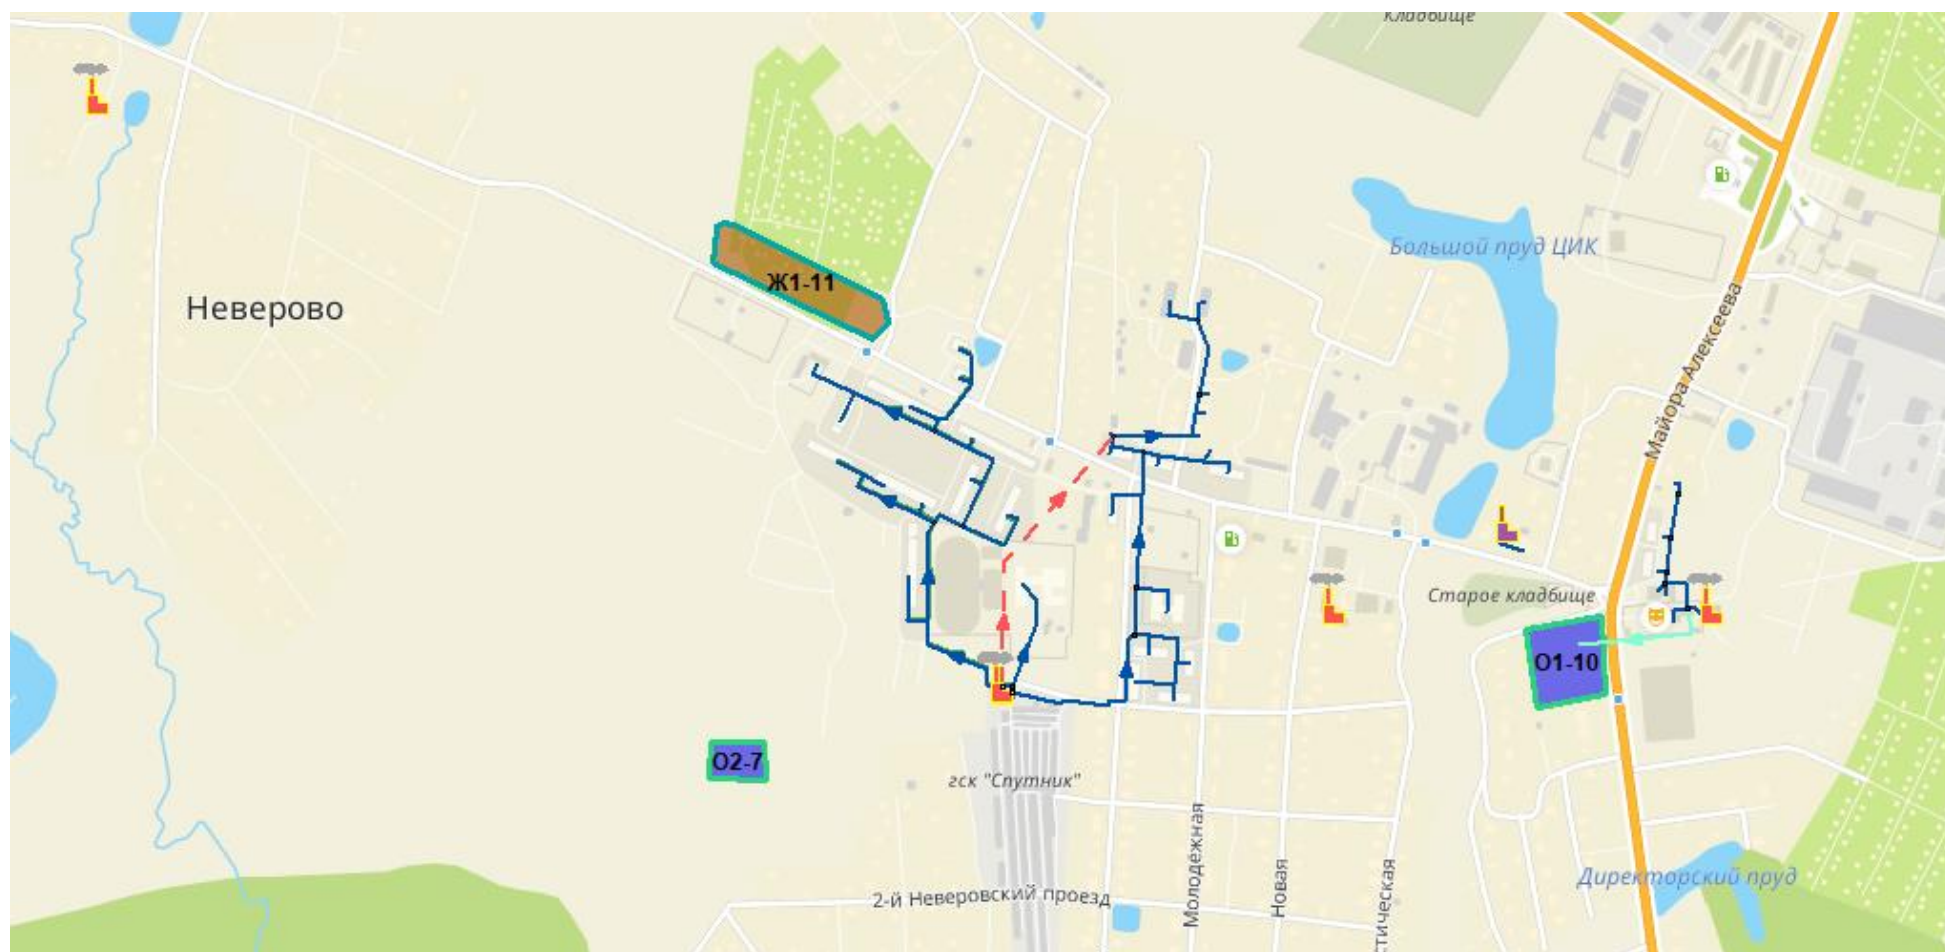 Кладбище
Большой пруд ЦИК
Ж1-11
Неверово
Майора Алексеева
Старое кладбище
О1-10
О2-7
гск "Спутник"
Молодёжная
Новая
стическая
2-й Неверовский проезд
Директорский пруд